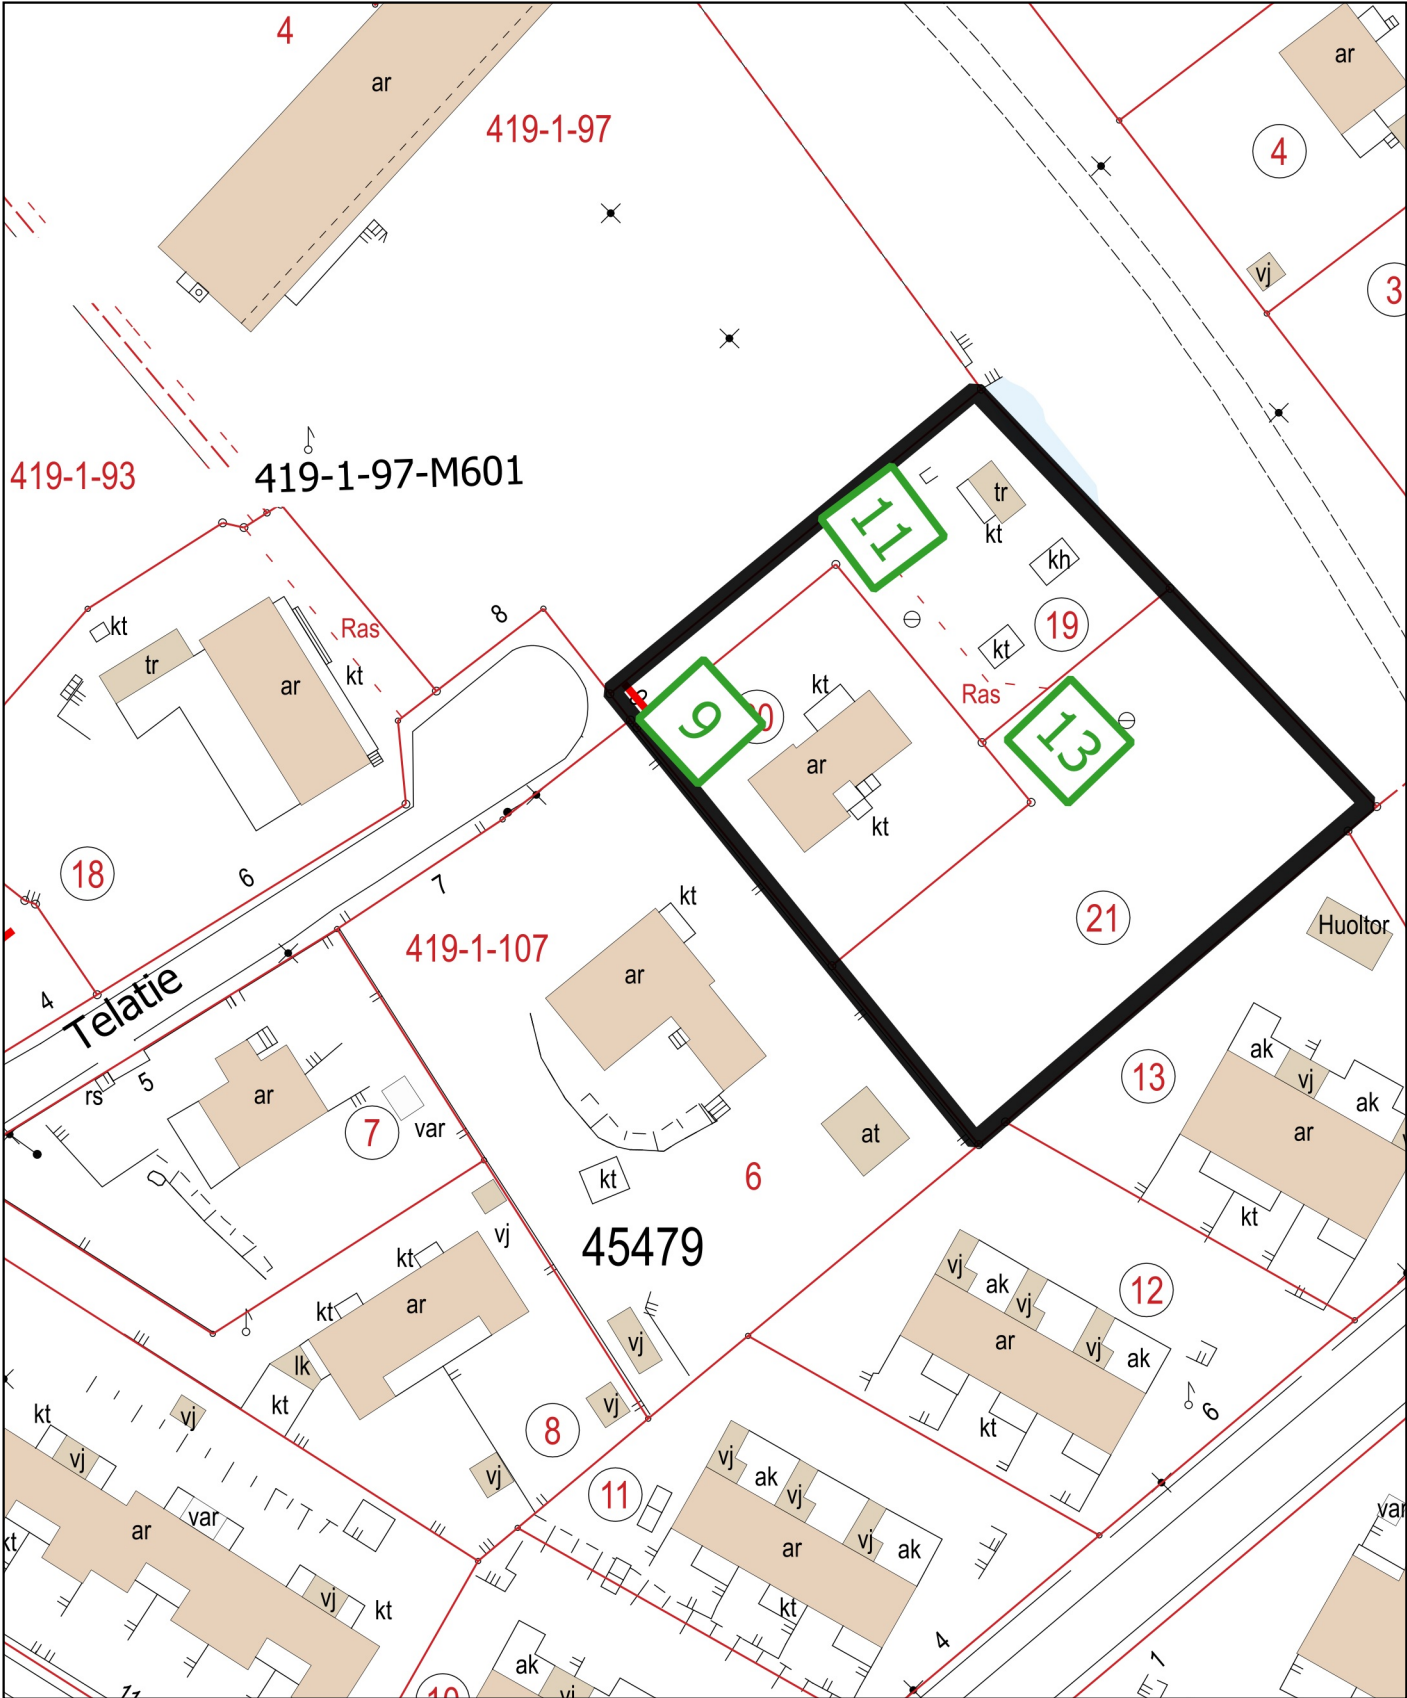 4
ar
419-1-97
ar
4
vj
3
419-1-93
419-1-97-M601
11
tr
kt
kh
19
kt
Ras
8
kt
tr
ar
Ras
kt
9
kt
ar
kt
13
21
18
6
7
419-1-107
kt
ar
Huoltor
4
Telatie
rs
5
ar
7
var
kt
at
6
45479
13
ak
vj
ak
ar
kt
vj
kt
kt
ar
lk
kt
vj
vj
8
vj
vj
ak
vj
vj
ak
ar
kt
12
6
11
vj
ak
vj
vj
ak
ar
kt
kt
vj
vj
ar
var
kt
vj
kt
var
4
1
11
10
ak
vj